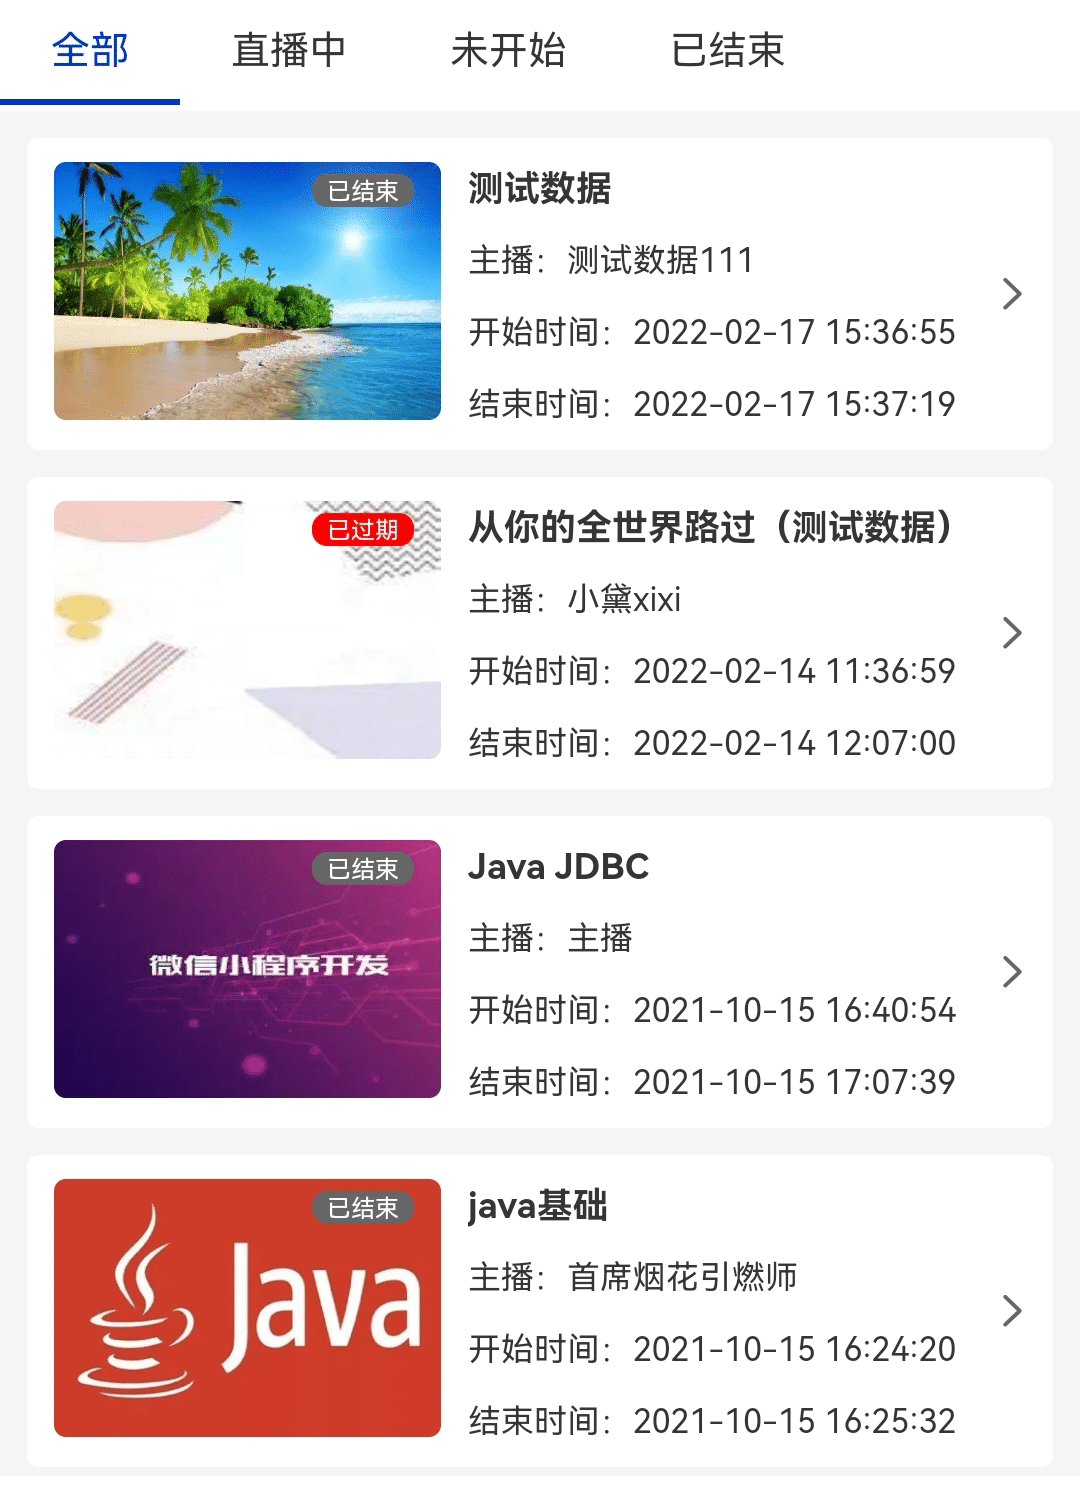 全部 直播中 未开始 已结束
已结束
测试数据
主播：测试数据111
开始时间：2022-02-17 15:36:55
结束时间：2022-02-17 15:37:19
已过期
从你的全世界路过（测试数据）
主播：小黛xixi
开始时间：2022-02-14 11:36:59
结束时间：2022-02-14 12:07:00
已结束
微信小程序开发
Java JDBC
主播：主播
开始时间：2021-10-15 16:40:54
结束时间：2021-10-15 17:07:39
已结束
Java
java基础
主播：首席烟花引燃师
开始时间：2021-10-15 16:24:20
结束时间：2021-10-15 16:25:32